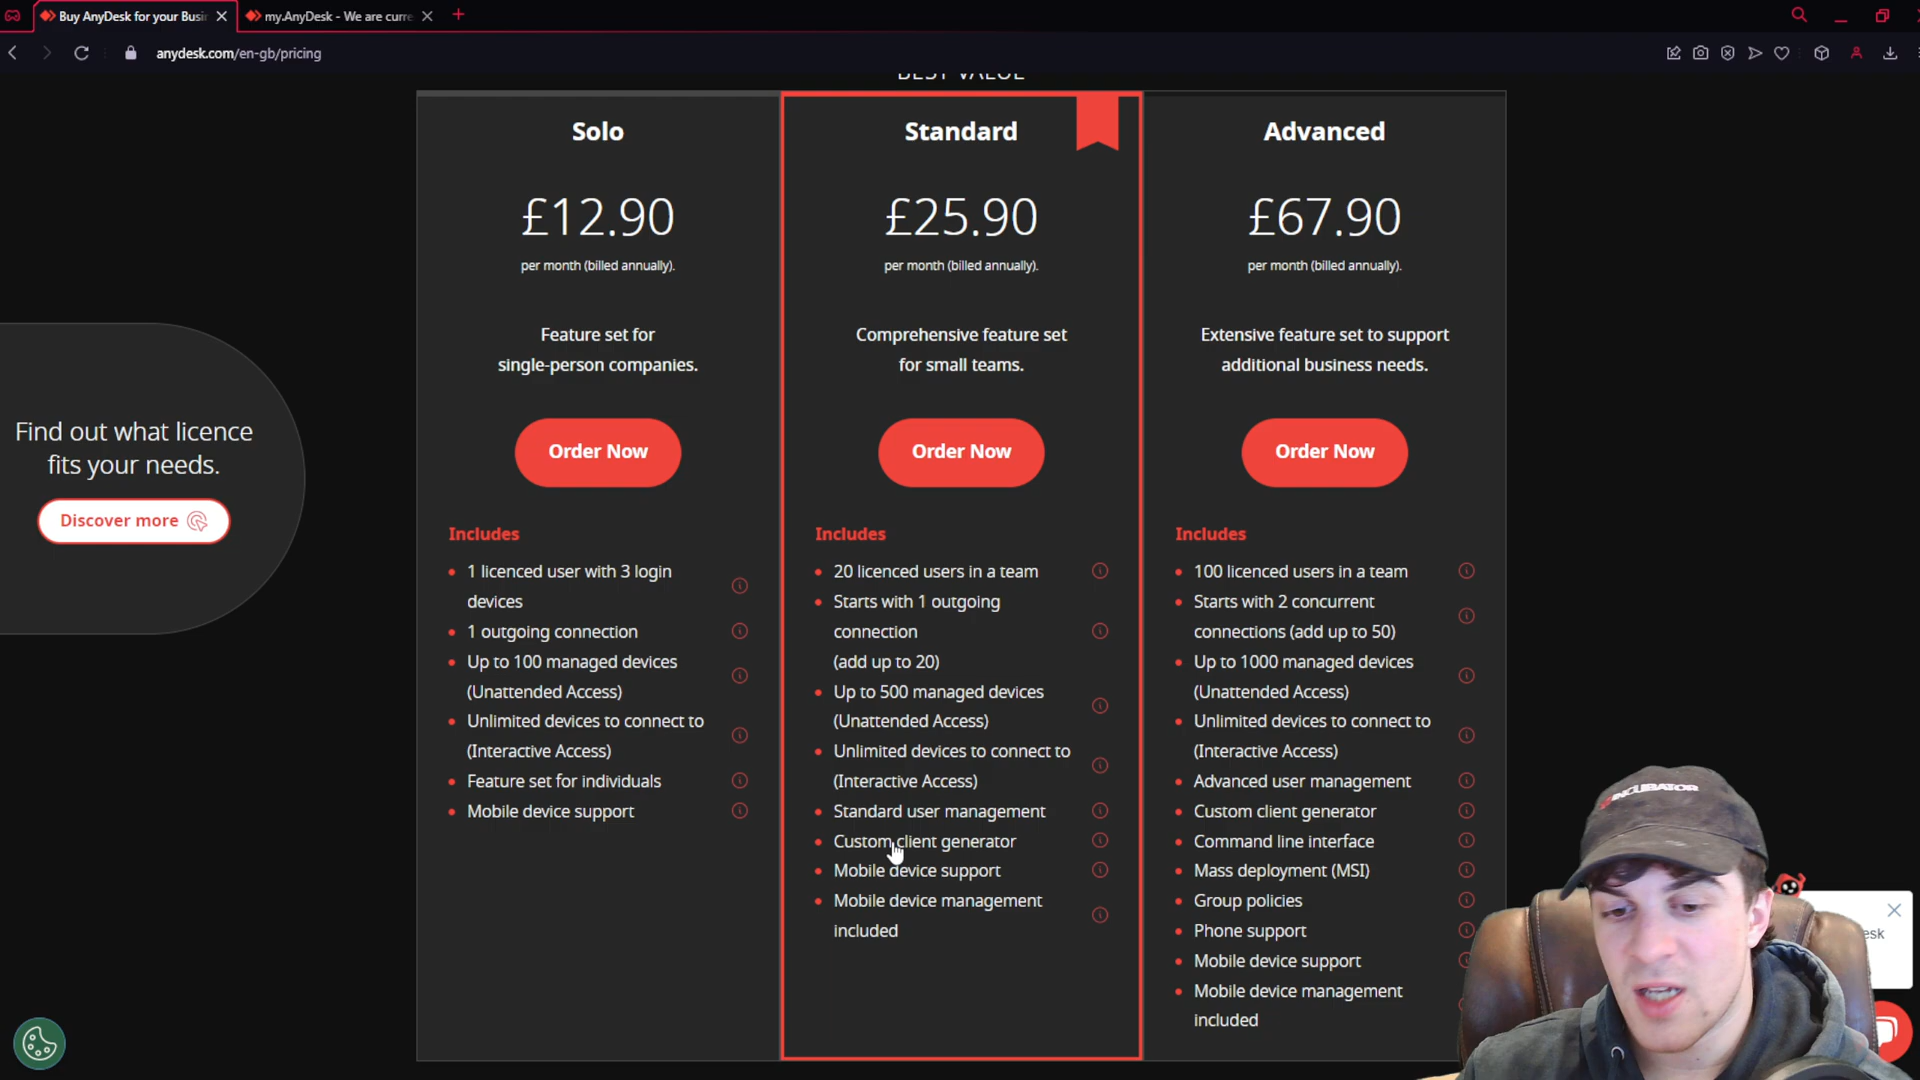 Buy AnyDesk for your Busi
my.AnyDesk - We are curre
anydesk.com/en-gb/pricing
BEST VALUE
Find out what licence
fits your needs.
Discover more
Solo
£12.90
per month (billed annually).
Feature set for
single-person companies.
Order Now
Includes
1 licenced user with 3 login
devices
1 outgoing connection
Up to 100 managed devices
(Unattended Access)
Unlimited devices to connect to
(Interactive Access)
Feature set for individuals
Mobile device support
Standard
£25.90
per month (billed annually).
Comprehensive feature set
for small teams.
Order Now
Includes
20 licenced users in a team
Starts with 1 outgoing
connection
(add up to 20)
Up to 500 managed devices
(Unattended Access)
Unlimited devices to connect to
(Interactive Access)
Standard user management
Custom client generator
Mobile device support
Mobile device management
included
Advanced
£67.90
per month (billed annually).
Extensive feature set to support
additional business needs.
Order Now
Includes
100 licenced users in a team
Starts with 2 concurrent
connections (add up to 50)
Up to 1000 managed devices
(Unattended Access)
Unlimited devices to connect to
(Interactive Access)
Advanced user management
Custom client generator
Command line interface
Mass deployment (MSI)
Group policies
Phone support
Mobile device support
Mobile device management
included
INCUBATOR
esk